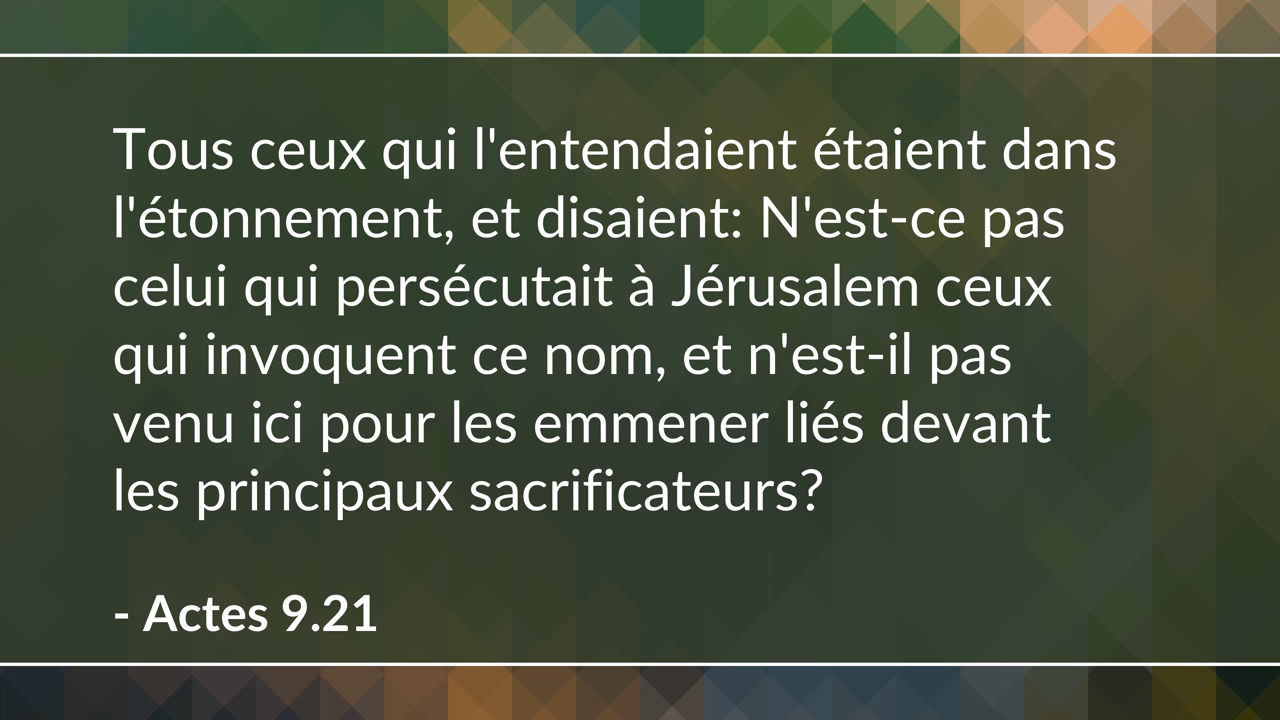 Tous ceux qui l'entendaient étaient dans
l'étonnement, et disaient: N'est-ce pas
celui qui persécutait à Jérusalem ceux
qui invoquent ce nom, et n'est-il pas
venu ici pour les emmener liés devant
les principaux sacrificateurs?
- Actes 9.21